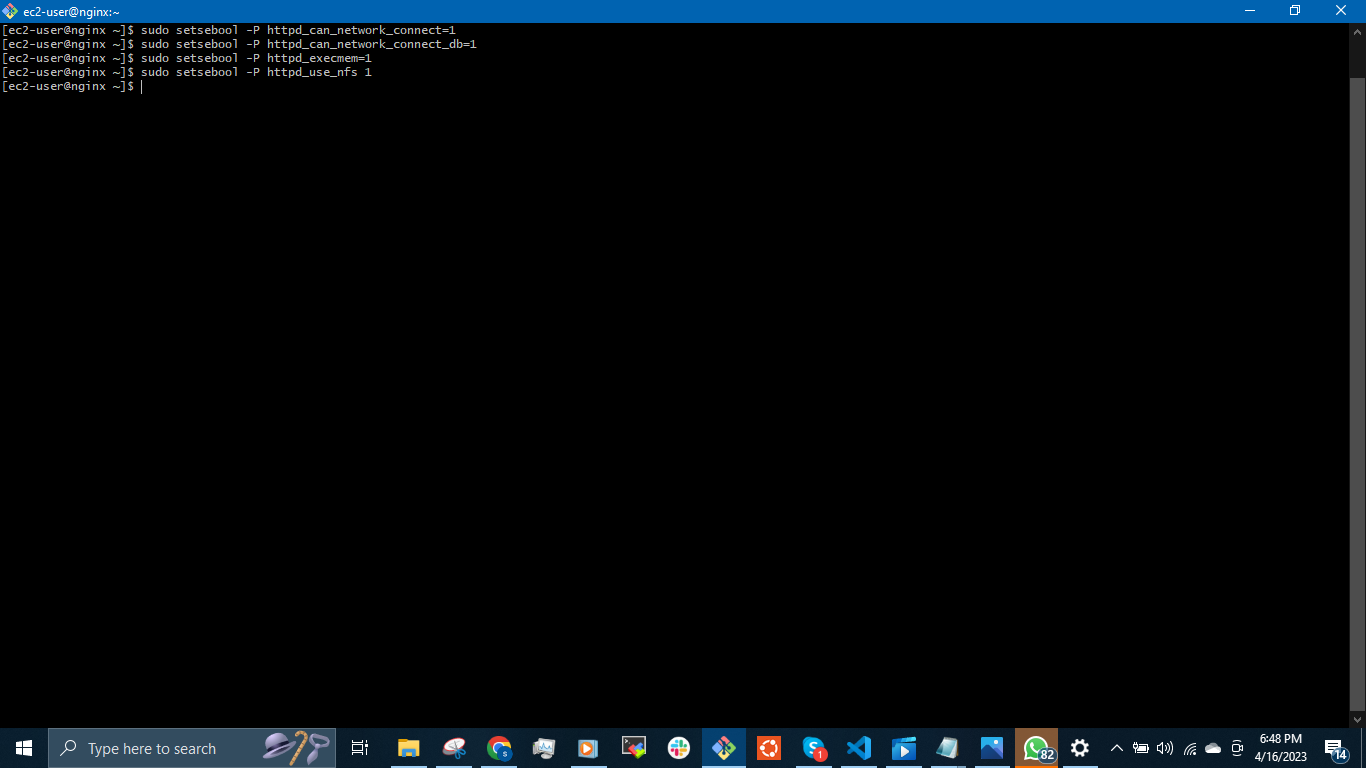 ec2-user@nginx:~
[ec2-user@nginx ~]$ sudo setsebool -P httpd_can_network_connect=1
[ec2-user@nginx ~]$ sudo setsebool -P httpd_can_network_connect_db=1
[ec2-user@nginx ~]$ sudo setsebool -P httpd_execmem=1
[ec2-user@nginx ~]$ sudo setsebool -P httpd_use_nfs 1
[ec2-user@nginx ~]$
Type here to search
S
1
82
6:48 PM
4/16/2023
14